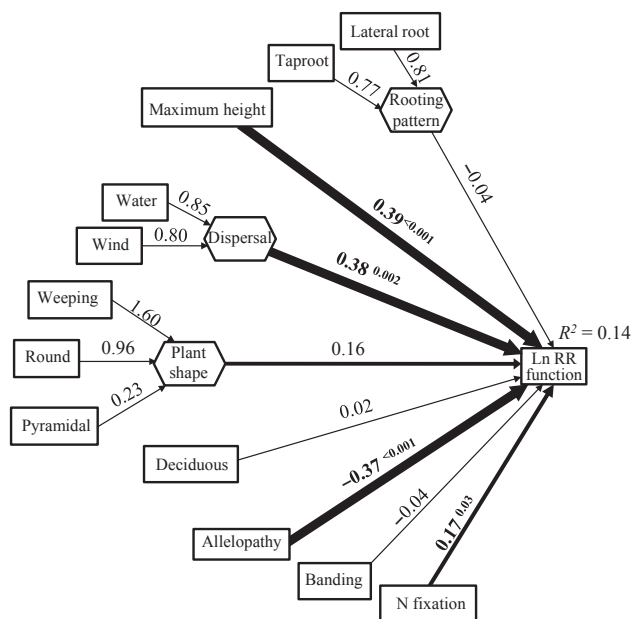 Lateral root
Taproot
0.81
0.77
Rooting
pattern
Maximum height
−0.04
0.39 <0.001
Water
0.85
Wind
0.80
Dispersal
0.38 0.002
Weeping
1.60
Round
0.96
Plant
shape
0.16
R² = 0.14
Ln RR
function
Pyramidal
0.23
0.02
Deciduous
−0.37 <0.001
Allelopathy
−0.04
Banding
0.17 0.03
N fixation